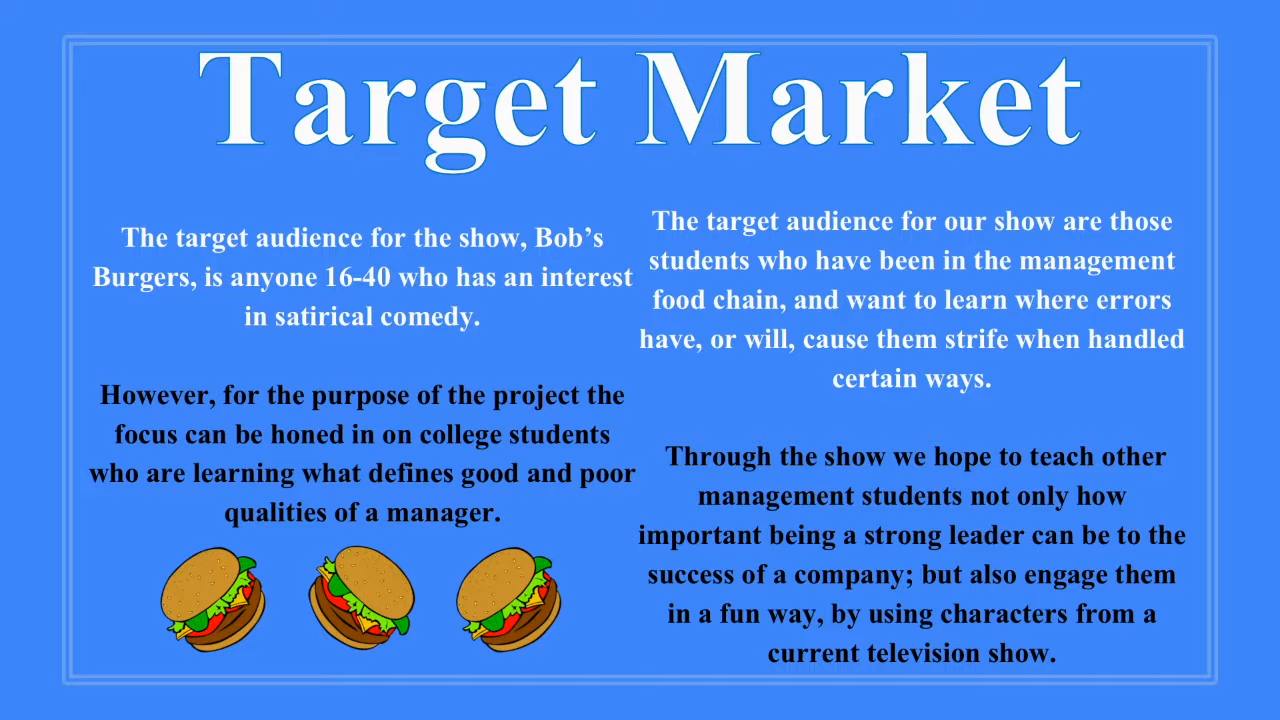 Target Market
The target audience for the show, Bob's
Burgers, is anyone 16-40 who has an interest
in satirical comedy.
However, for the purpose of the project the
focus can be honed in on college students
who are learning what defines good and poor
qualities of a manager.
The target audience for our show are those
students who have been in the management
food chain, and want to learn where errors
have, or will, cause them strife when handled
certain ways.
Through the show we hope to teach other
management students not only how
important being a strong leader can be to the
success of a company; but also engage them
in a fun way, by using characters from a
current television show.